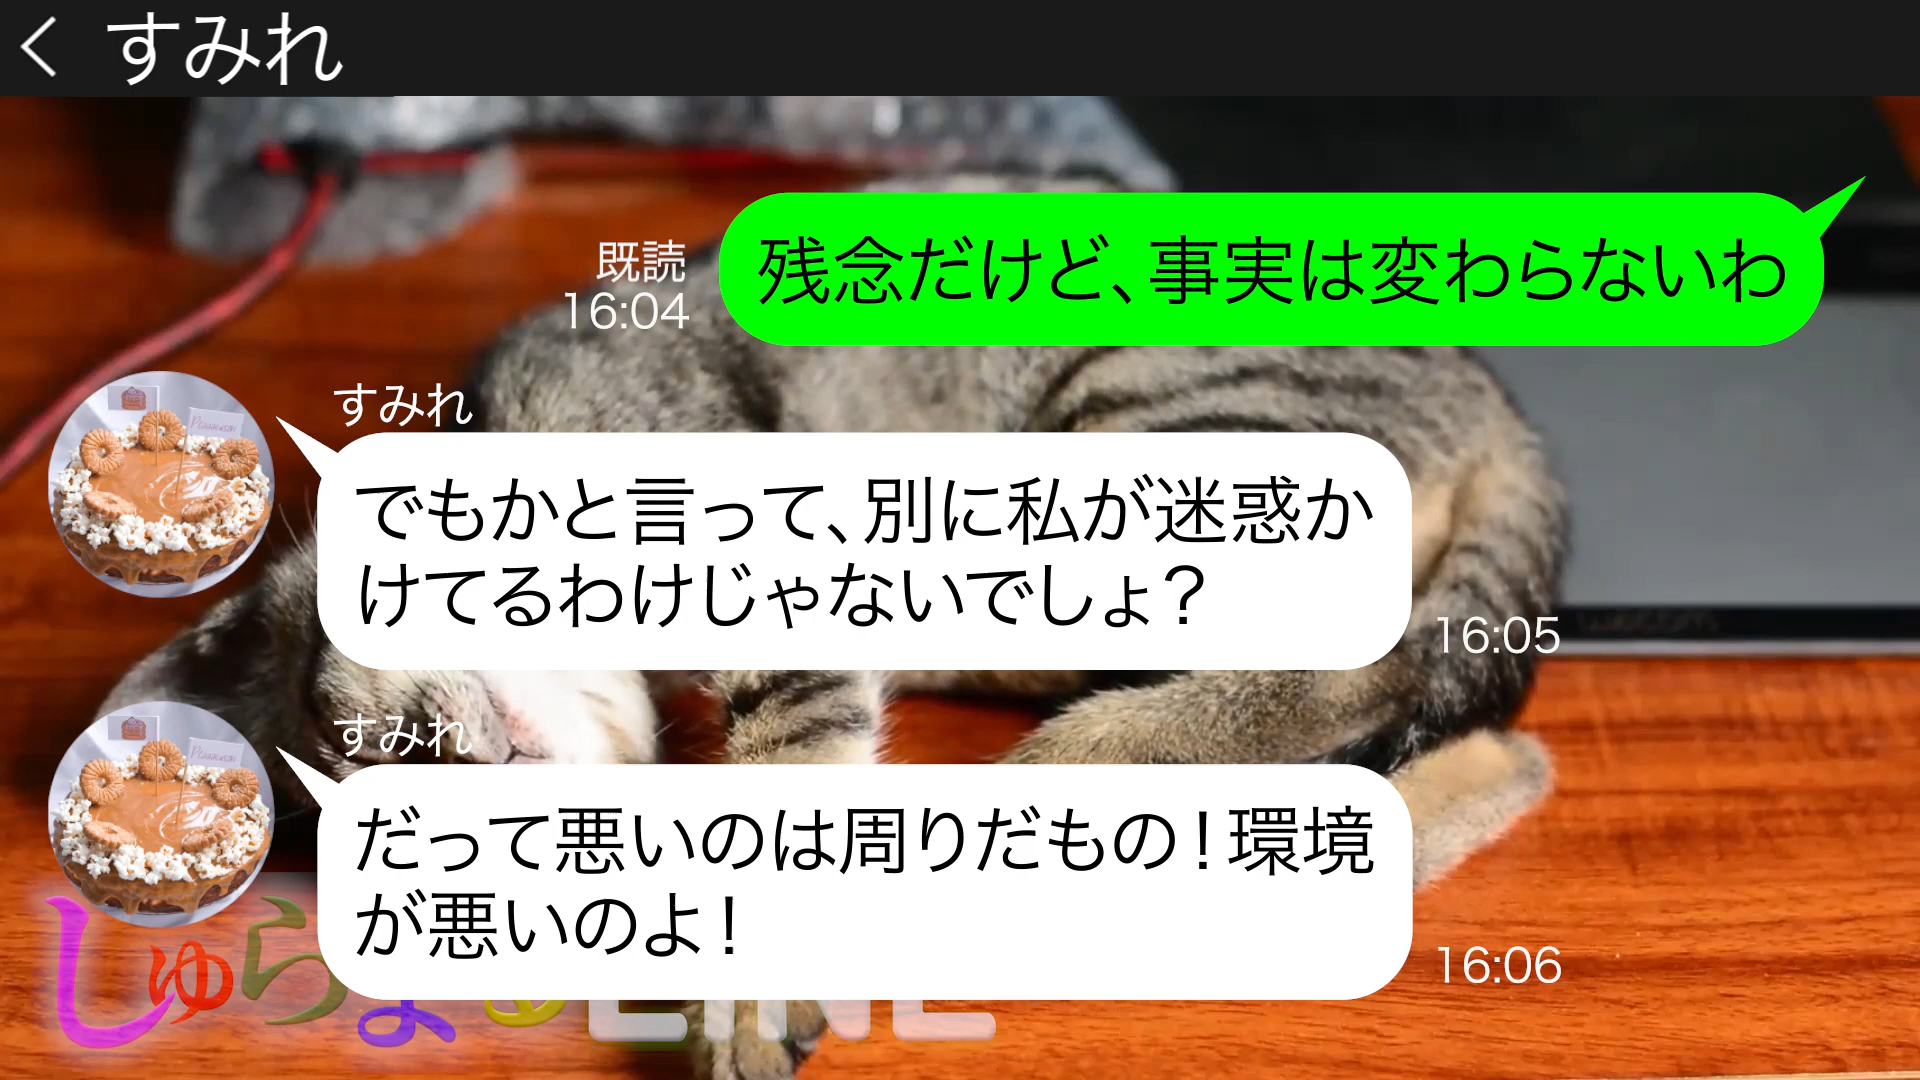 すみれ
残念だけど、事実は変わらないわ
既読
16:04
すみれ
でもかと言って、別に私が迷惑か
けてるわけじゃないでしょ?
16:05
すみれ
だって悪いのは周りだもの!環境
が悪いのよ!
16:06
LINE